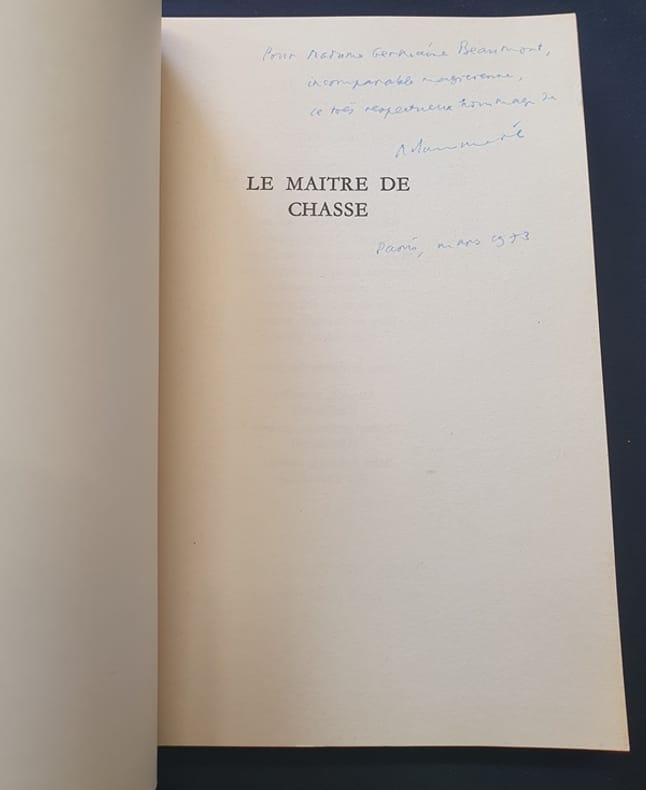 Pour Madame Germaine Beaumont,
incomparable magicienne,
ce très respectueux hommage de
LE MAITRE DE
CHASSE
Paris, mars 1973